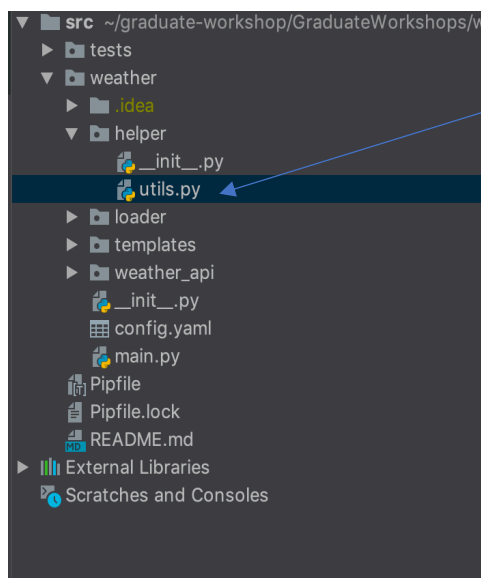 src ~/graduate-workshop/GraduateWorkshops/w
tests
weather
.idea
helper
__init__.py
utils.py
loader
templates
weather_api
__init__.py
config.yaml
main.py
Pipfile
Pipfile.lock
MD README.md
External Libraries
Scratches and Consoles